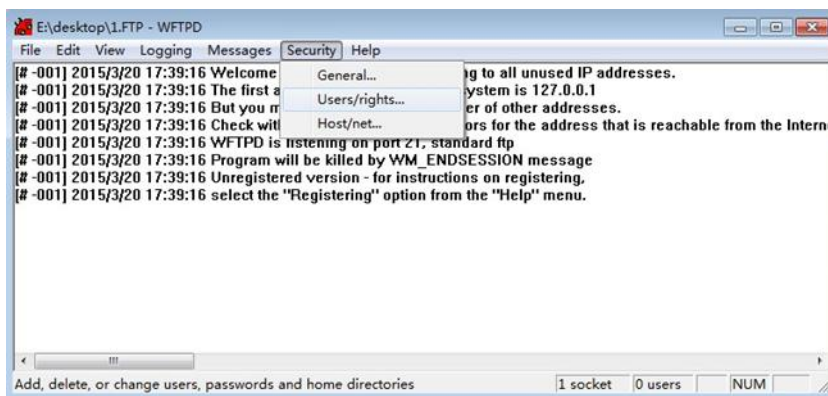 E:\desktop\1.FTP - WFTPD
File Edit View Logging Messages Security Help
General...
Users/rights...
Host/net...
[# -001] 2015/3/20 17:39:16 Welcome ng to all unused IP addresses.
[# -001] 2015/3/20 17:39:16 The first a ystem is 127.0.0.1
[# -001] 2015/3/20 17:39:16 But you m er of other addresses.
[# -001] 2015/3/20 17:39:16 Check wit ors for the address that is reachable from the Intern
[# -001] 2015/3/20 17:39:16 WFTPD is listening on port 21, standard ftp
[# -001] 2015/3/20 17:39:16 Program will be killed by WM_ENDSESSION message
[# -001] 2015/3/20 17:39:16 Unregistered version - for instructions on registering,
[# -001] 2015/3/20 17:39:16 select the "Registering" option from the "Help" menu.
Add, delete, or change users, passwords and home directories 1 socket 0 users NUM